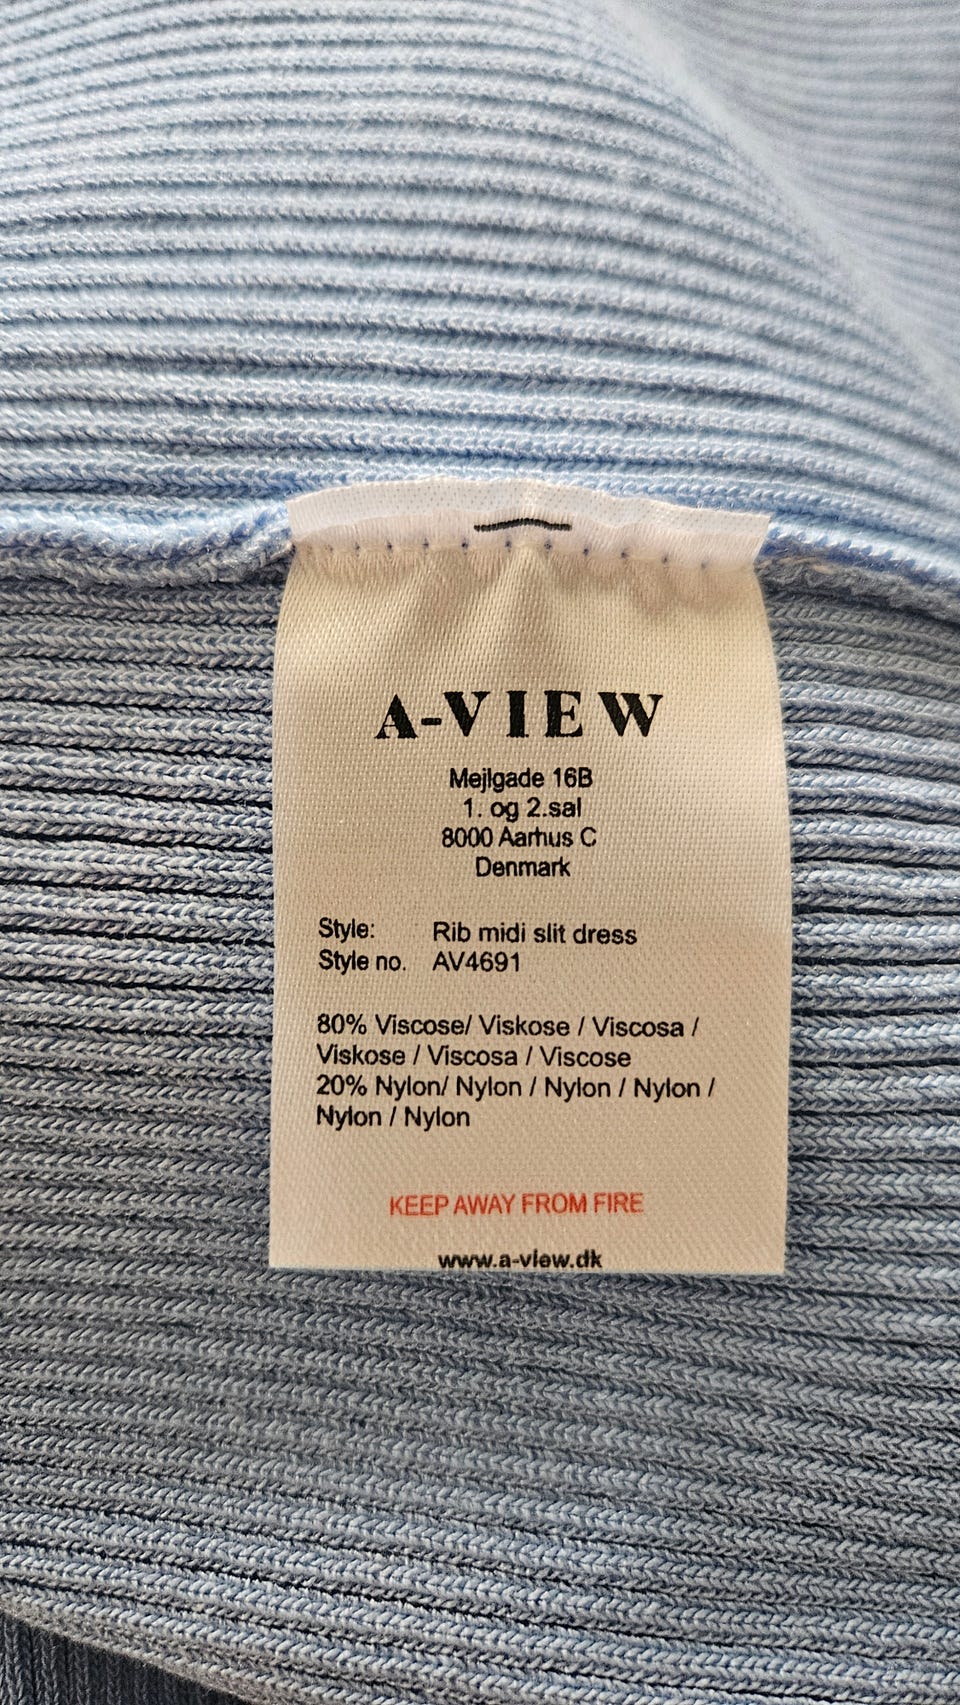 A-VIEW
Mejlgade 16B
1. og 2.sal
8000 Aarhus C
Denmark
Style: Rib midi slit dress
Style no. AV4691
80% Viscose/ Viskose / Viscosa /
Viskose / Viscosa / Viscose
20% Nylon/ Nylon / Nylon / Nylon /
Nylon / Nylon
KEEP AWAY FROM FIRE
www.a-view.dk